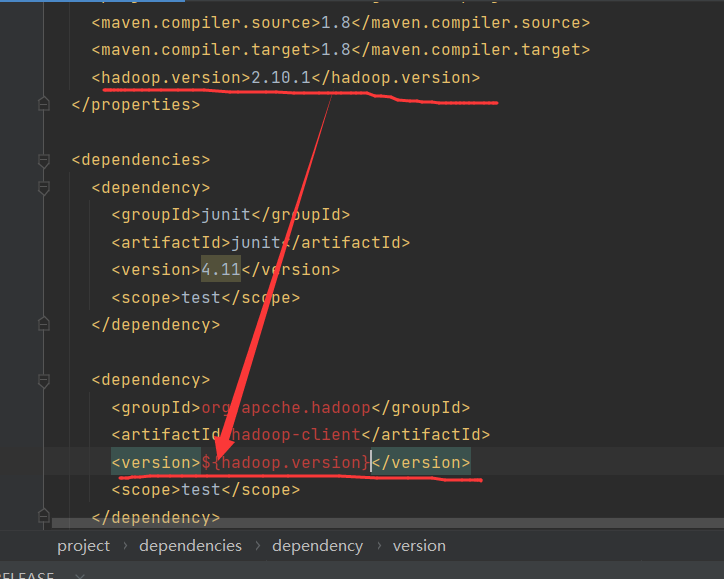 <maven.compiler.source>1.8</maven.compiler.source>
<maven.compiler.target>1.8</maven.compiler.target>
<hadoop.version>2.10.1</hadoop.version>
</properties>
<dependencies>
<dependency>
<groupId>junit</groupId>
<artifactId>junit</artifactId>
<version>4.11</version>
<scope>test</scope>
</dependency>
<dependency>
<groupId>org.apcche.hadoop</groupId>
<artifactId>hadoop-client</artifactId>
<version>${hadoop.version}</version>
<scope>test</scope>
</dependency>
project › dependencies › dependency › version